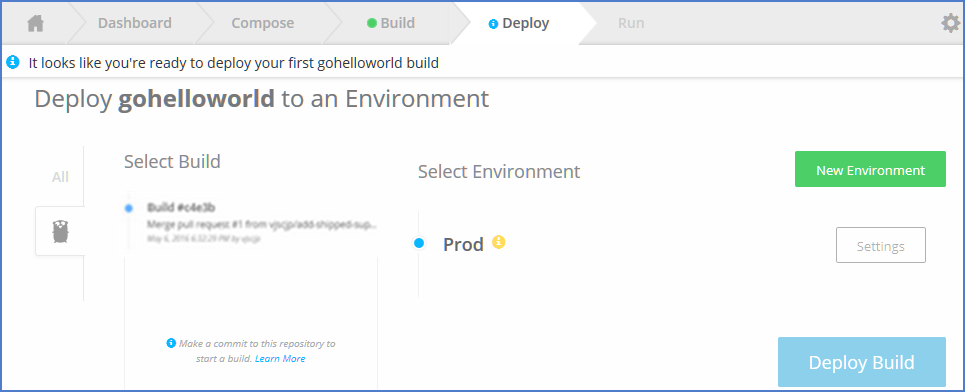 Dashboard Compose Build Deploy Run
It looks like you're ready to deploy your first gohelloworld build
Deploy gohelloworld to an Environment
Select Build
All
Build #c4e3b
Merge pull request #1 from vjscjp/add-shipped-sup...
May 6, 2016 6:32:29 PM by vjscjp
Make a commit to this repository to
start a build. Learn More
Select Environment
New Environment
Prod
Settings
Deploy Build